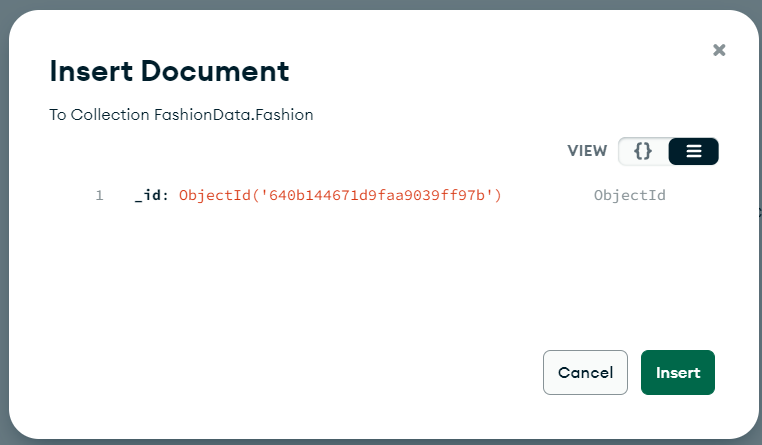 Insert Document
To Collection FashionData.Fashion
VIEW {} ☰
1 _id: ObjectId('640b144671d9faa9039ff97b') ObjectId
Cancel Insert